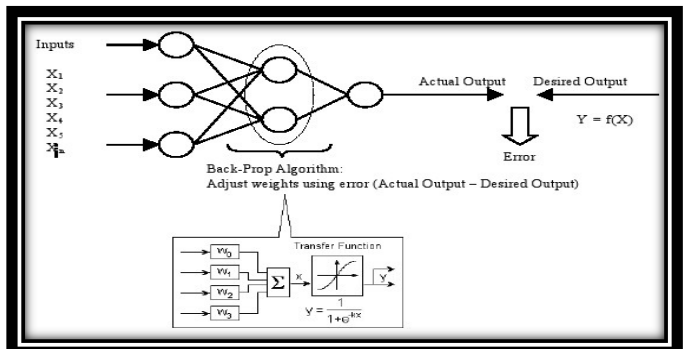 Inputs
X₁
X₂
X₃
X₄
X₅
Actual Output
Desired Output
Y = f(X)
Error
Back-Prop Algorithm:
Adjust weights using error (Actual Output – Desired Output)
Transfer Function
W₀
W₁
W₂
W₃
Σ
x
y
y = 1 / 1+e^-kx